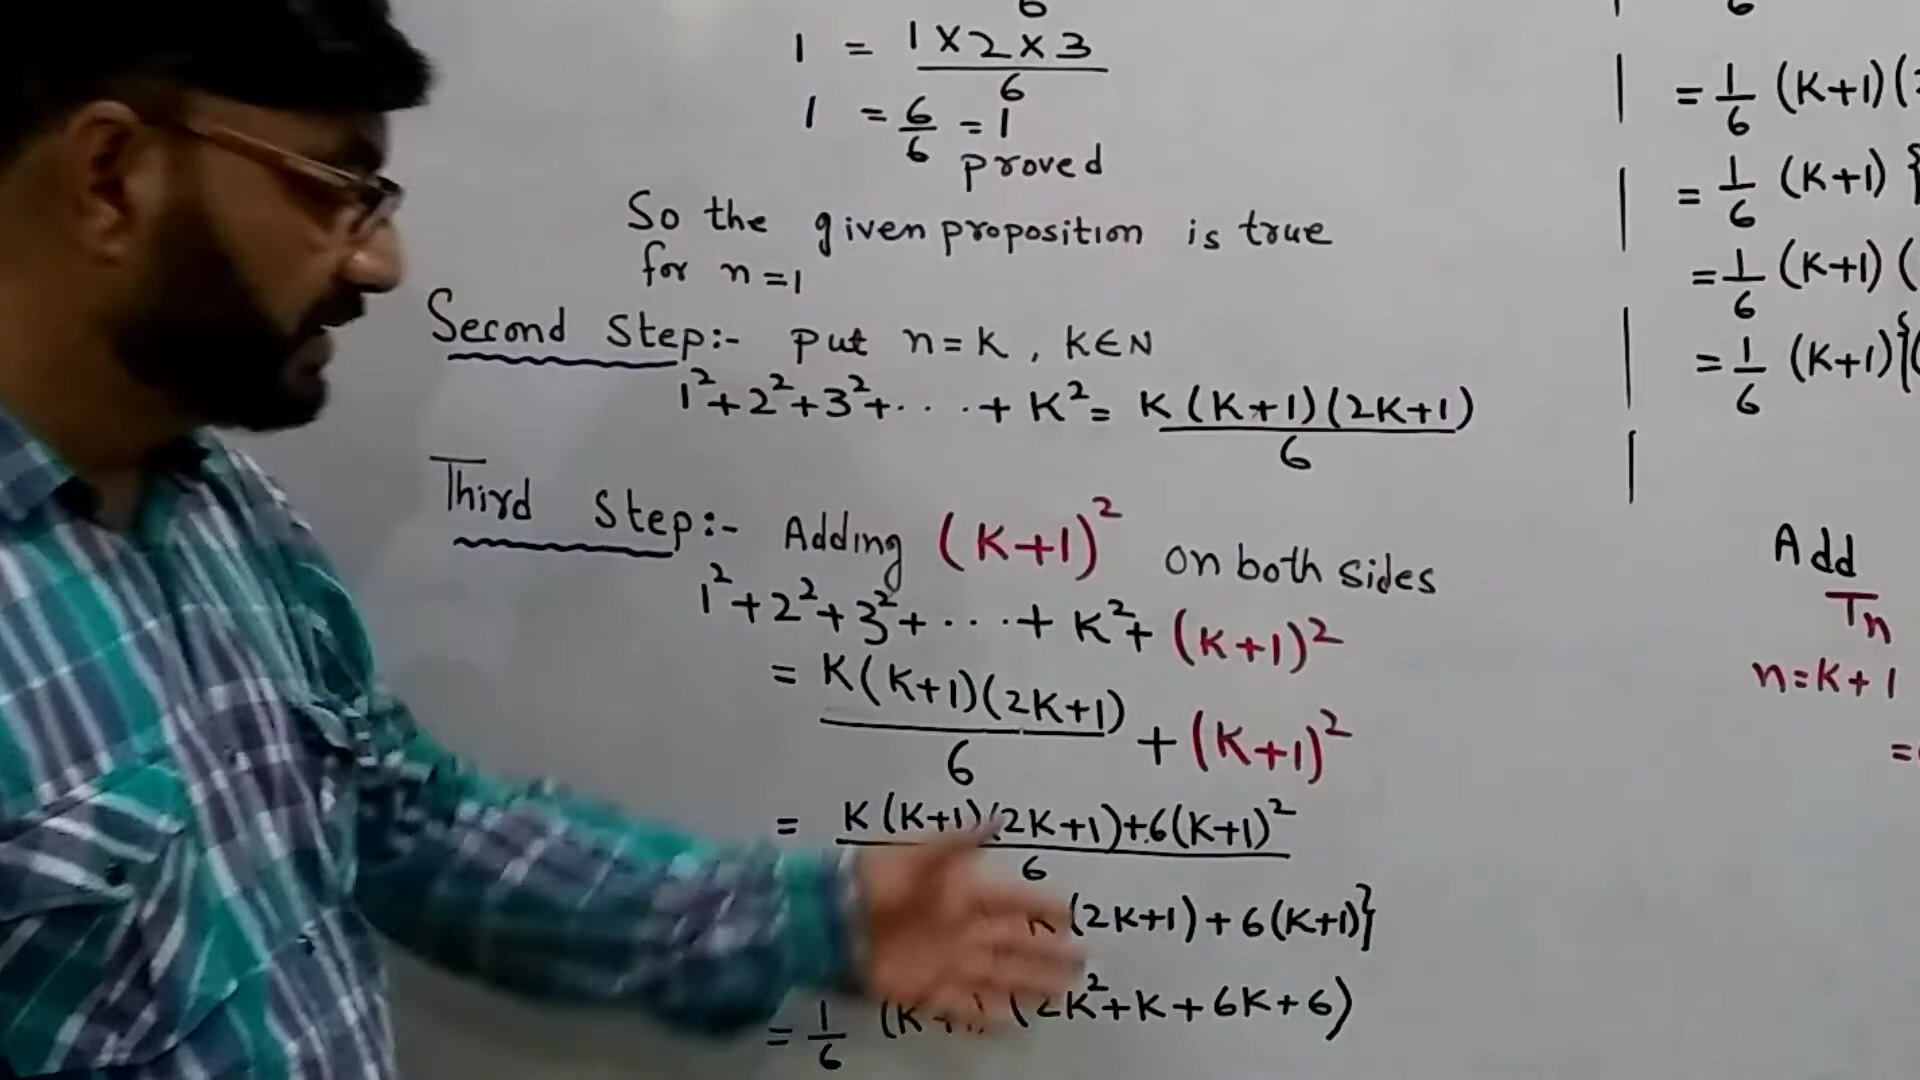 6
1 = 1×2×3
6
1 = 6/6 = 1
proved
So the given proposition is true
for n=1
Second Step:- Put n=K, K∈N
1²+2²+3²+....+K²= K(K+1)(2K+1)
6
Third Step:- Adding (K+1)² on both sides
1²+2²+3²+....+K²+(K+1)²
= K(K+1)(2K+1)/6 + (K+1)²
= K(K+1)(2K+1)+6(K+1)²
6
(2K+1)+6(K+1)}
= 1/6 (K+1) (2K²+K+6K+6)
6
= 1/6 (K+1)(
= 1/6 (K+1) {
= 1/6 (K+1)(
= 1/6 (K+1){(
Add
Tn
n=K+1
=